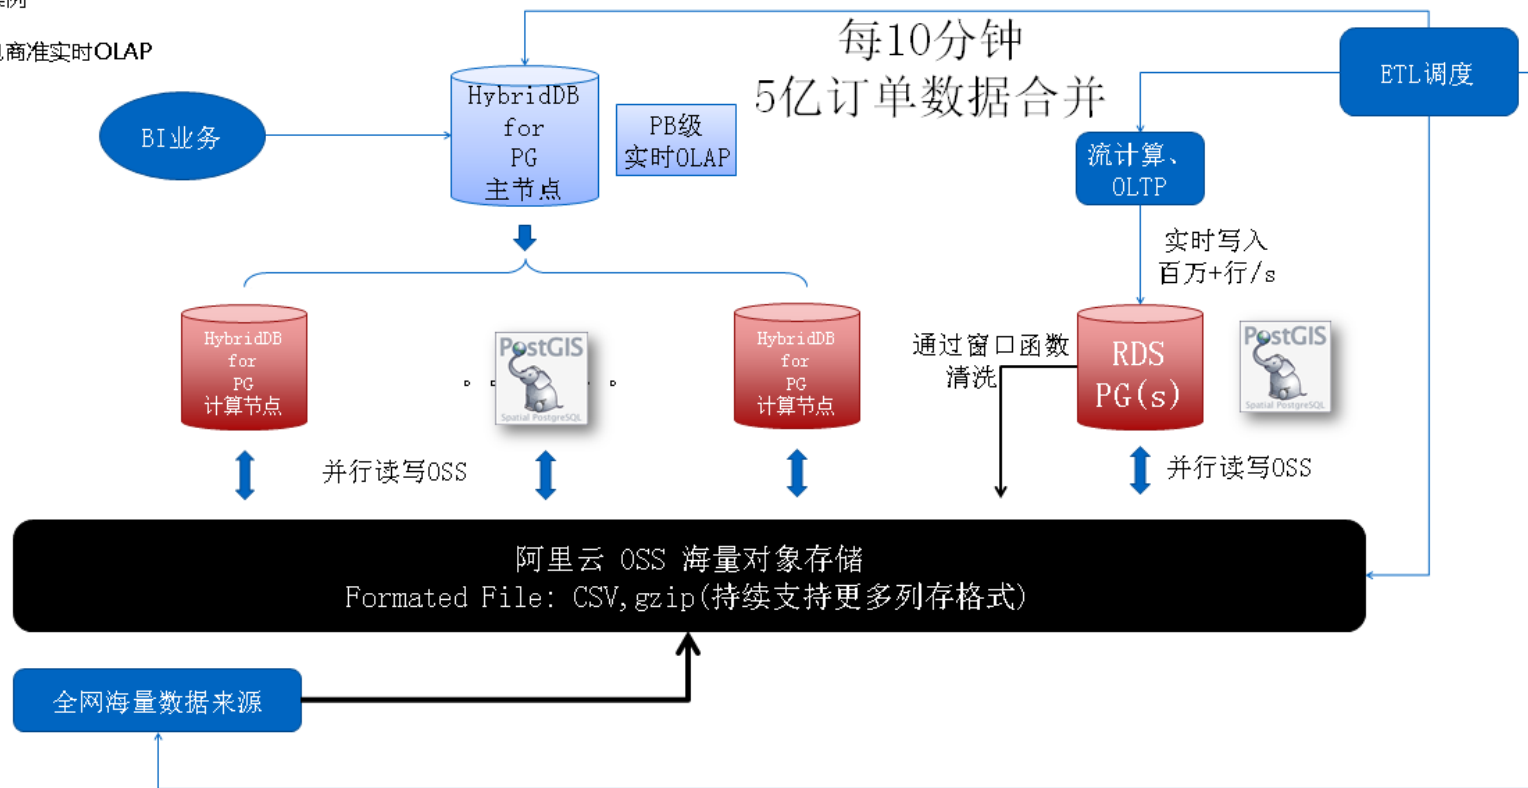 商准实时OLAP
每10分钟
5亿订单数据合并
ETL调度
BI业务
HybridDB
for
PG
主节点
PB级
实时OLAP
流计算、
OLTP
实时写入
百万+行/s
HybridDB
for
PG
计算节点
PostGIS
Spatial PostgreSQL
HybridDB
for
PG
计算节点
通过窗口函数
清洗
RDS
PG(s)
PostGIS
Spatial PostgreSQL
并行读写OSS
并行读写OSS
阿里云 OSS 海量对象存储
Formated File: CSV,gzip(持续支持更多列存格式)
全网海量数据来源